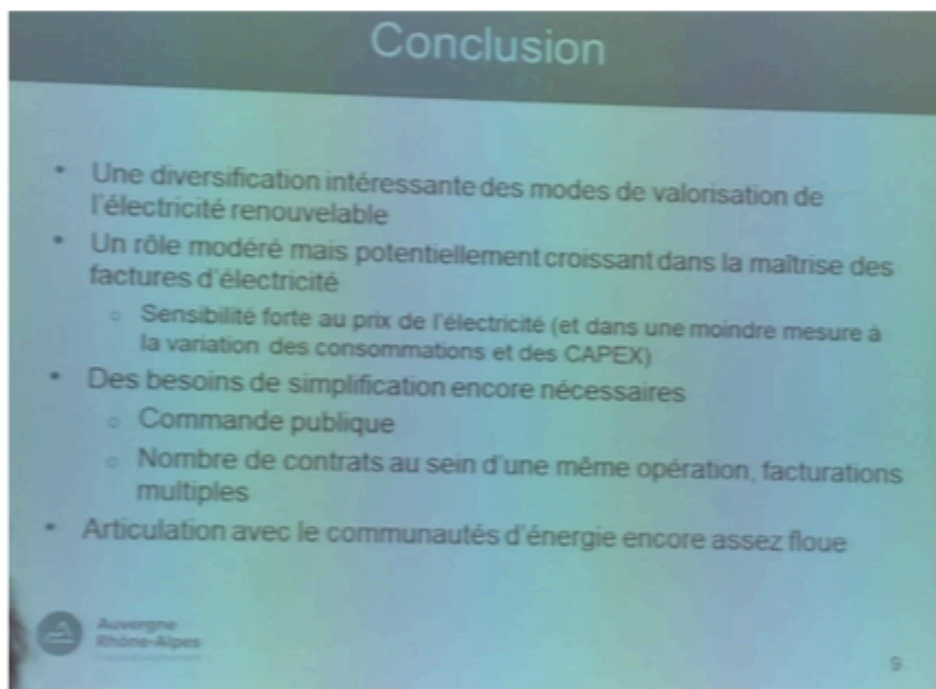 Conclusion
• Une diversification intéressante des modes de valorisation de
l'électricité renouvelable
• Un rôle modéré mais potentiellement croissant dans la maîtrise des
factures d'électricité
○ Sensibilité forte au prix de l'électricité (et dans une moindre mesure à
la variation des consommations et des CAPEX)
• Des besoins de simplification encore nécessaires
○ Commande publique
○ Nombre de contrats au sein d'une même opération, facturations
multiples
• Articulation avec le communautés d'énergie encore assez floue
Auvergne
Rhône-Alpes
9